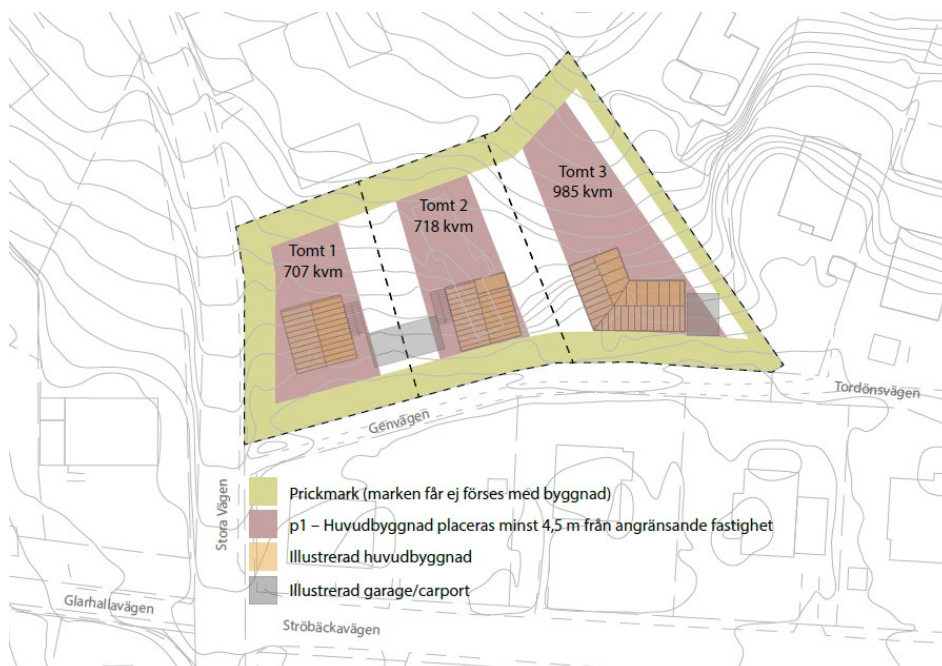 Tomt 3
985 kvm
Tomt 2
718 kvm
Tomt 1
707 kvm
Tordönsvägen
Genvägen
Stora Vägen
Prickmark (marken får ej förses med byggnad)
p1 – Huvudbyggnad placeras minst 4,5 m från angränsande fastighet
Illustrerad huvudbyggnad
Illustrerad garage/carport
Glarhallavägen
Ströbäckavägen